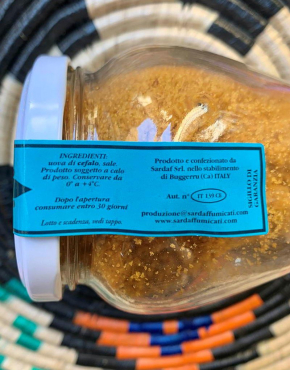 INGREDIENTI,
uova di cefalo, sale.
Prodotto soggetto a calo
di peso. Conservare da
0° a +4°C.
Dopo l'apertura
consumare entro 30 giorni
Lotto e scadenza, vedi tappo
Prodotto e confezionato da
Sardaf Srl, nello stabilimento
di Buggerru (Ca) ITALY
Aut. n°
produzione@sardaffumicati.com
www.sardaffumicati.com
SIGILLO DI
GARANZIA